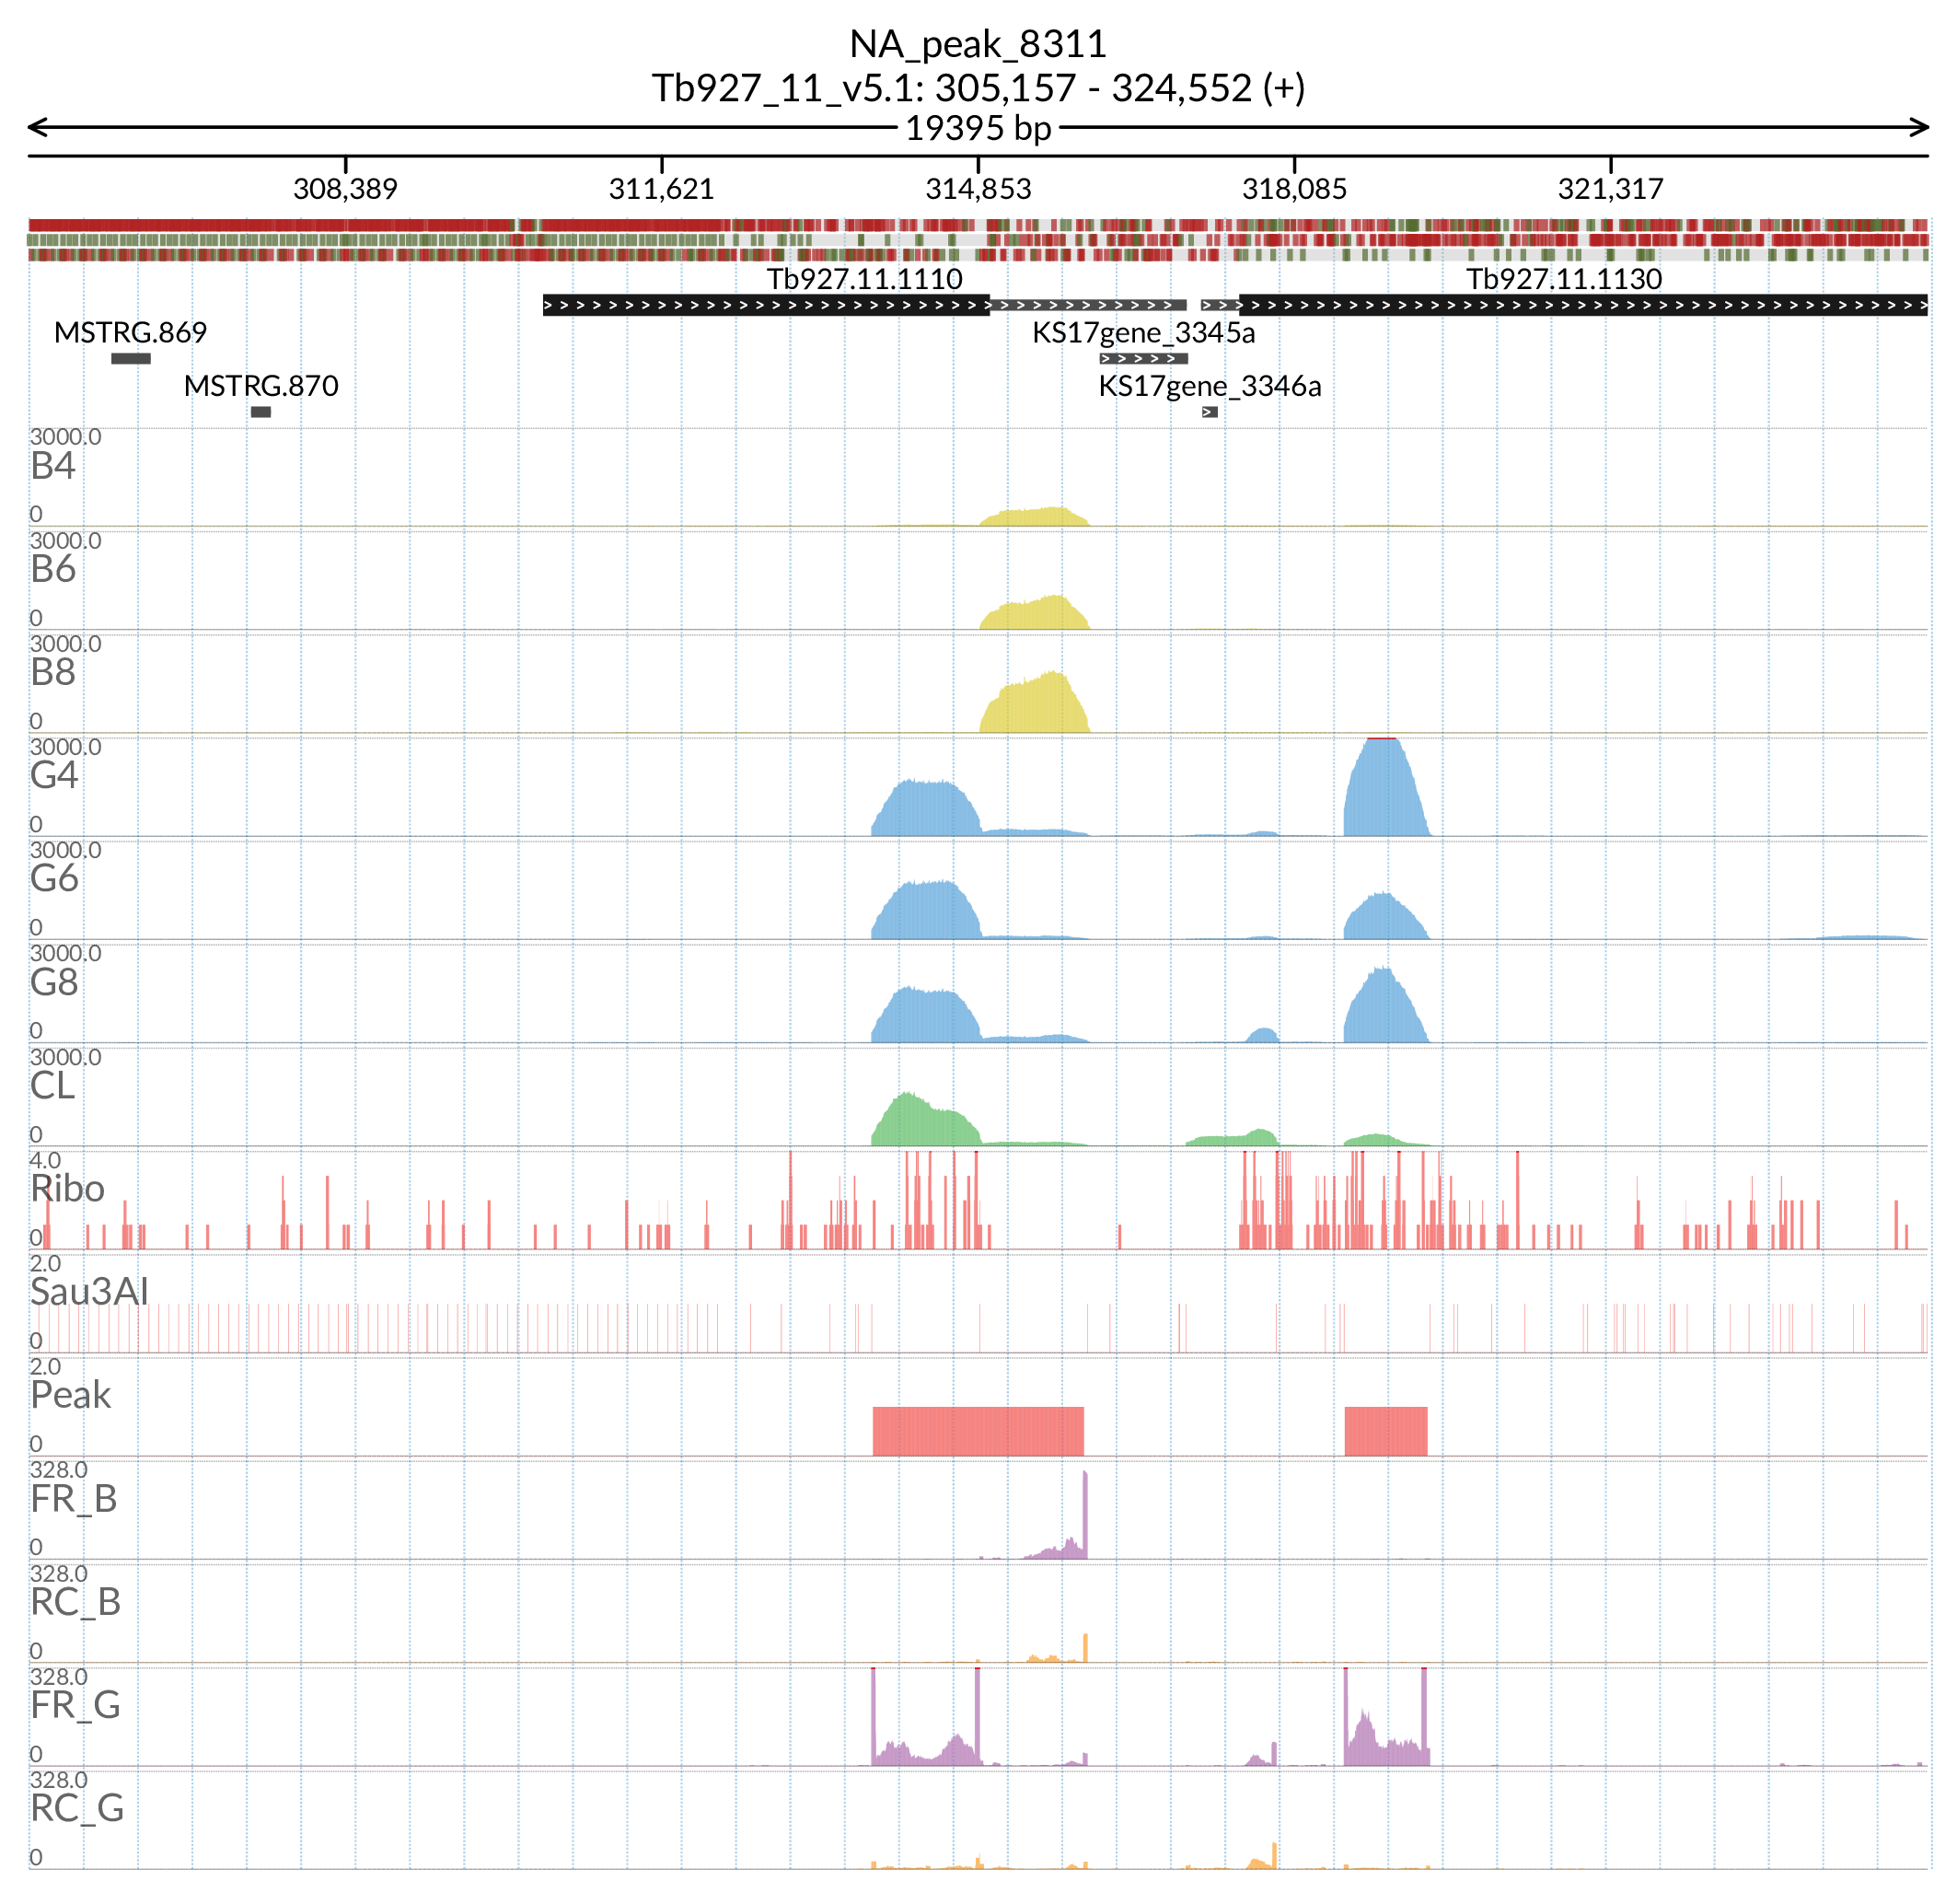 NA_peak_8311
Tb927_11_v5.1: 305,157 - 324,552 (+)
19395 bp
308,389 311,621 314,853 318,085 321,317
Tb927.11.1110 Tb927.11.1130
MSTRG.869 KS17gene_3345a
MSTRG.870 KS17gene_3346a
3000.0
B4
0
3000.0
B6
0
3000.0
B8
0
3000.0
G4
0
3000.0
G6
0
3000.0
G8
0
3000.0
CL
0
4.0
Ribo
0
2.0
Sau3AI
0
2.0
Peak
0
328.0
FR_B
0
328.0
RC_B
0
328.0
FR_G
0
328.0
RC_G
0